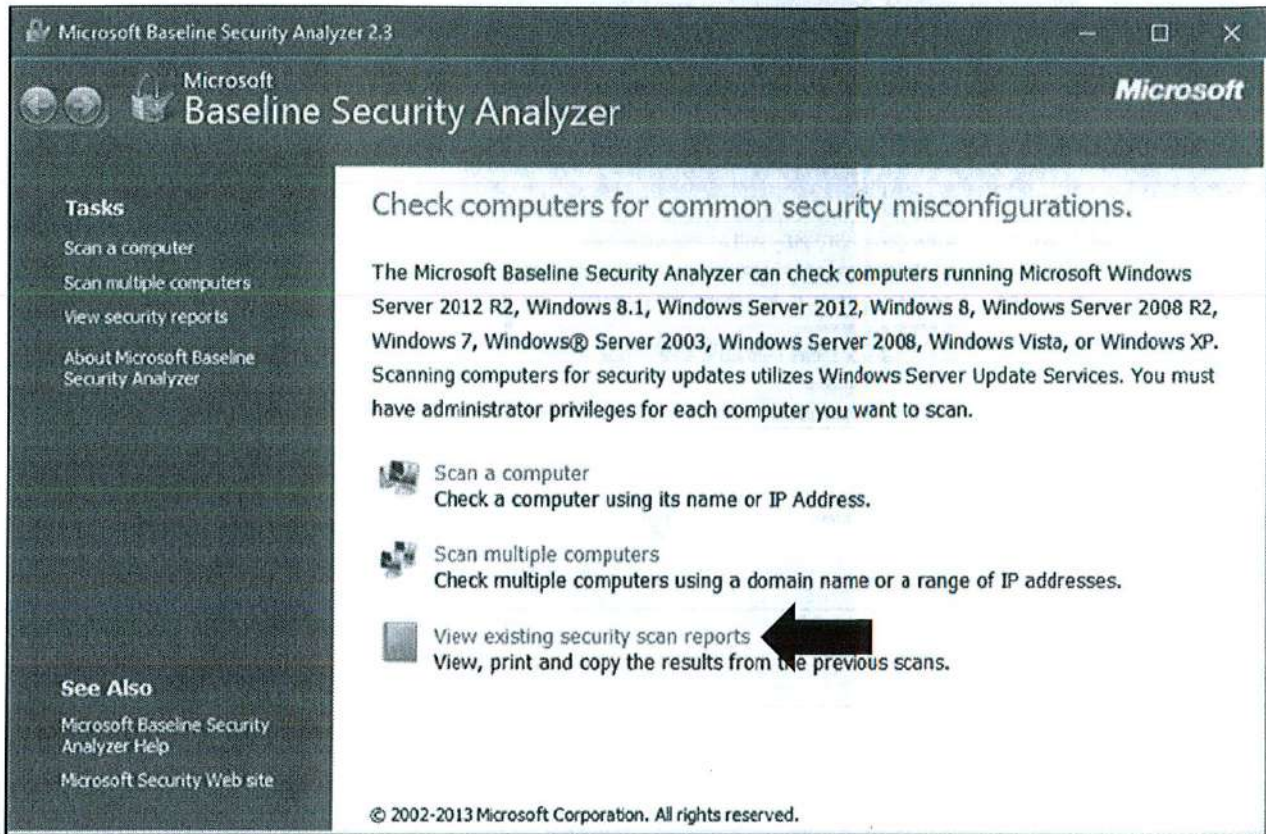 Microsoft Baseline Security Analyzer 2.3
Microsoft
Baseline Security Analyzer
Microsoft
Tasks
Scan a computer
Scan multiple computers
View security reports
About Microsoft Baseline
Security Analyzer
See Also
Microsoft Baseline Security
Analyzer Help
Microsoft Security Web site
Check computers for common security misconfigurations.
The Microsoft Baseline Security Analyzer can check computers running Microsoft Windows
Server 2012 R2, Windows 8.1, Windows Server 2012, Windows 8, Windows Server 2008 R2,
Windows 7, Windows® Server 2003, Windows Server 2008, Windows Vista, or Windows XP.
Scanning computers for security updates utilizes Windows Server Update Services. You must
have administrator privileges for each computer you want to scan.
Scan a computer
Check a computer using its name or IP Address.
Scan multiple computers
Check multiple computers using a domain name or a range of IP addresses.
View existing security scan reports
View, print and copy the results from the previous scans.
© 2002-2013 Microsoft Corporation. All rights reserved.